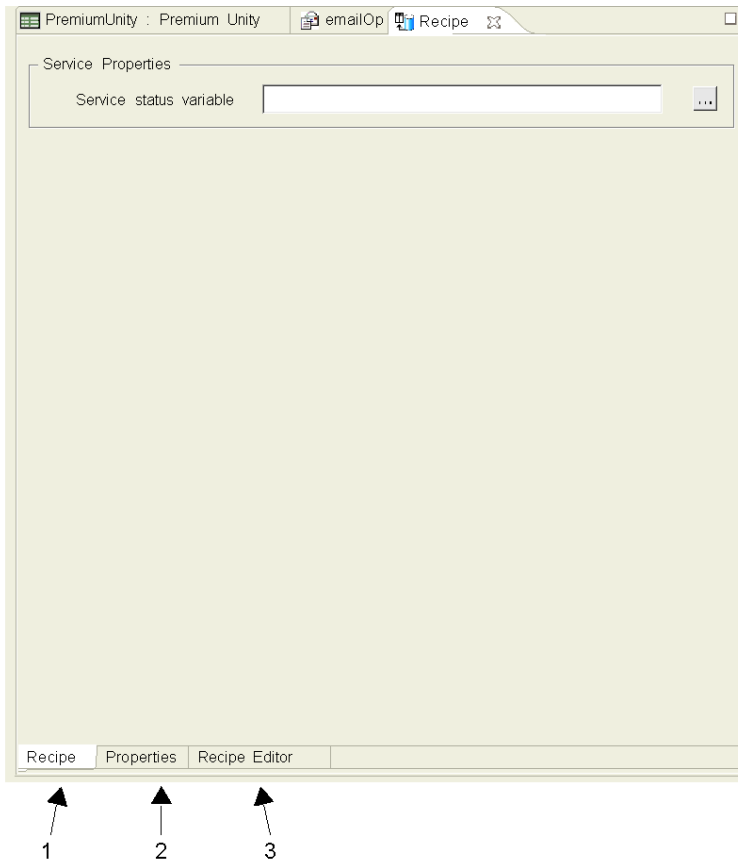 PremiumUnity : Premium Unity emailOp Recipe
Service Properties
Service status variable ...
Recipe Properties Recipe Editor
1 2 3